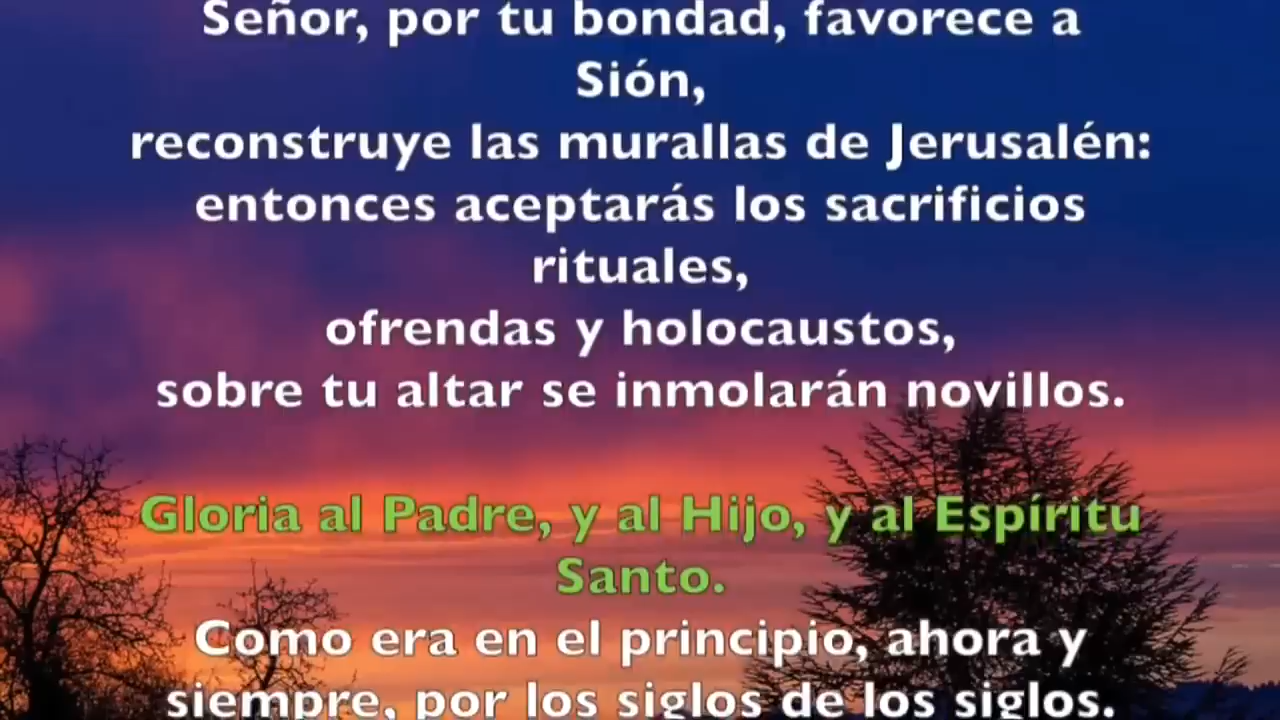 Señor, por tu bondad, favorece a
Sión,
reconstruye las murallas de Jerusalén:
entonces aceptarás los sacrificios
rituales,
ofrendas y holocaustos,
sobre tu altar se inmolarán novillos.
Gloria al Padre, y al Hijo, y al Espíritu
Santo.
Como era en el principio, ahora y
siempre, por los siglos de los siglos.